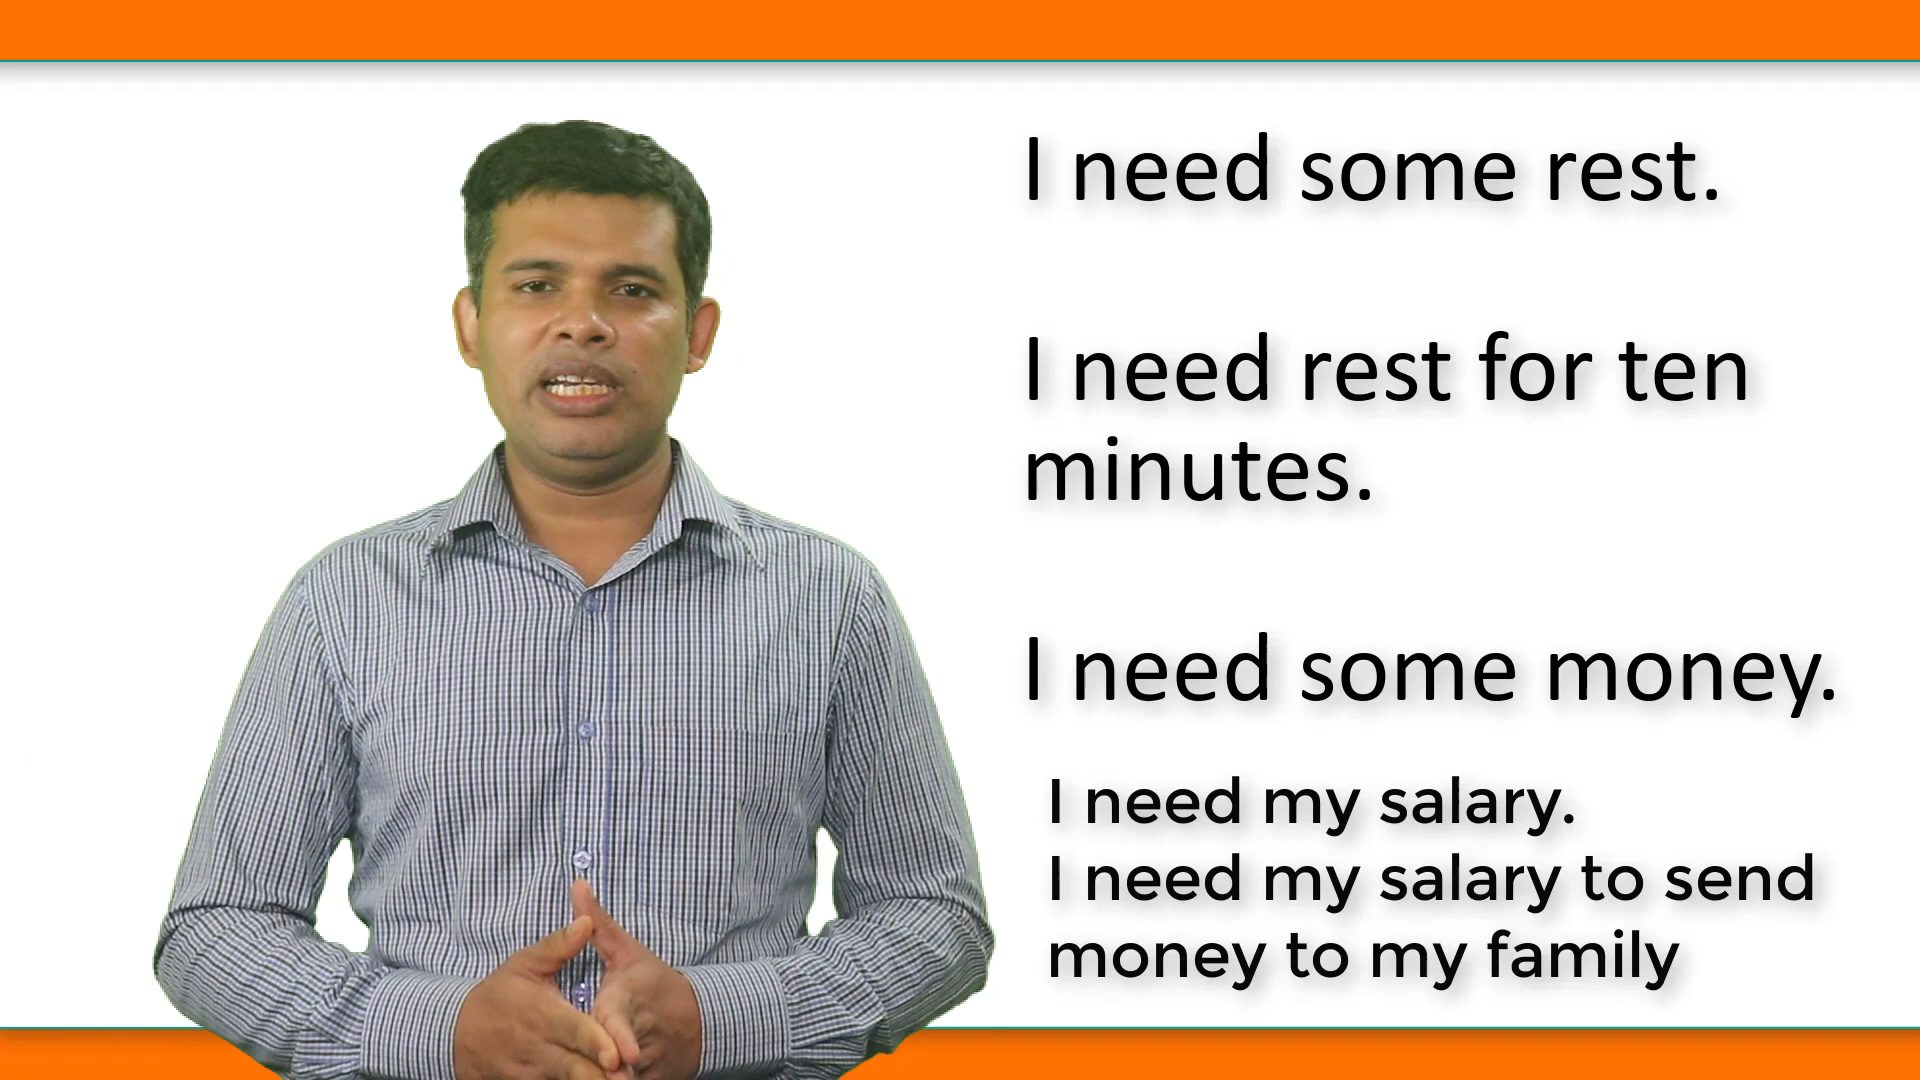 I need some rest.
I need rest for ten
minutes.
I need some money.
I need my salary.
I need my salary to send
money to my family